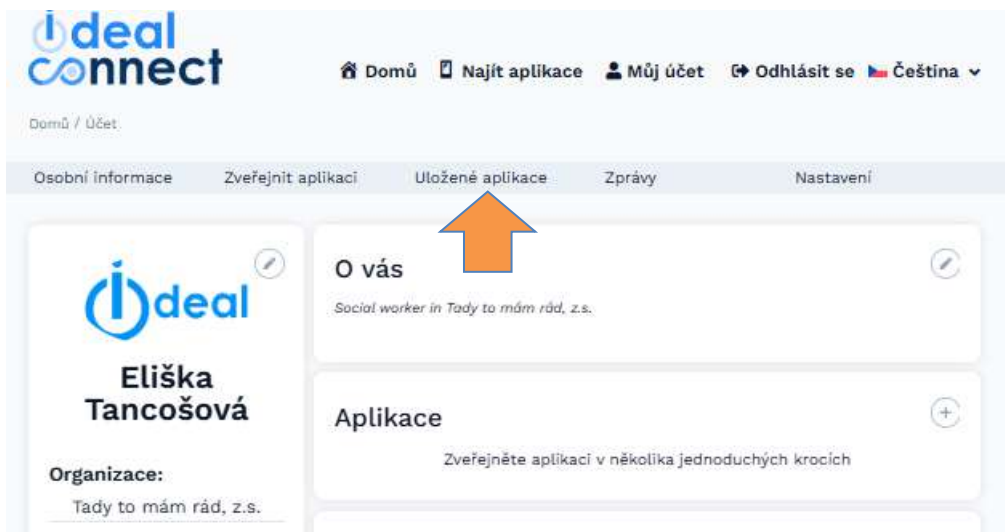 ideal
connect
Domů Najít aplikace Můj účet Odhlásit se Čeština
Domů / Účet
Osobní informace Zveřejnit aplikaci Uložené aplikace Zprávy Nastavení
ideal
Eliška
Tancošová
Organizace:
Tady to mám rád, z.s.
O vás
Social worker in Tady to mám rád, z.s.
Aplikace
Zveřejněte aplikaci v několika jednoduchých krocích